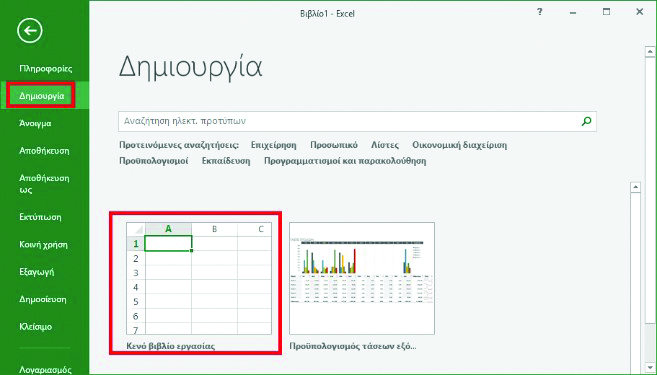 Βιβλίο1 - Excel
?
Πληροφορίες
Δημιουργία
Άνοιγμα
Αποθήκευση
Αποθήκευση
ως
Εκτύπωση
Κοινή χρήση
Εξαγωγή
Δημοσίευση
Κλείσιμο
Λογαριασμός
Δημιουργία
Αναζήτηση ηλεκτ. προτύπων
Προτεινόμενες αναζητήσεις: Επιχείρηση Προσωπικό Λίστες Οικονομική διαχείριση
Προϋπολογισμοί Εκπαίδευση Προγραμματισμοί και παρακολούθηση
A B C
1
2
3
4
5
6
7
Κενό βιβλίο εργασίας
Προϋπολογισμός τάσεων εξό...